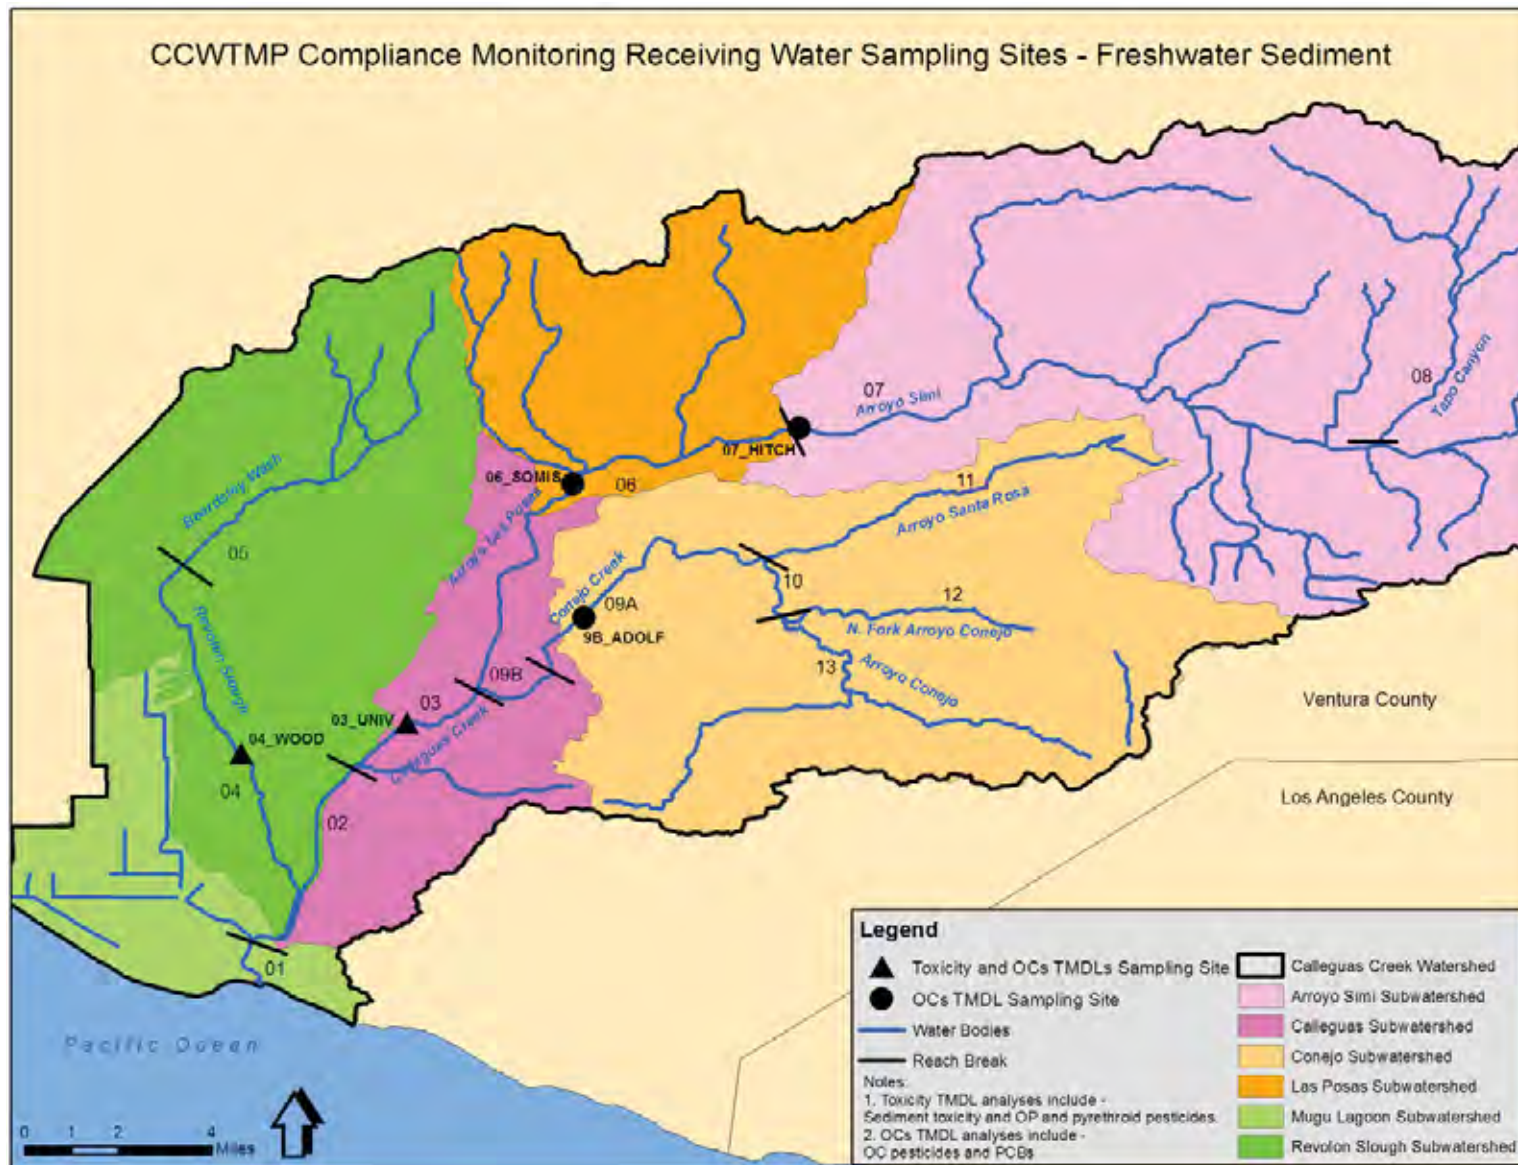 CCWTMP Compliance Monitoring Receiving Water Sampling Sites - Freshwater Sediment
08
Tapo Canyon
07
Arroyo Simi
07_HITCH
06_SOMIS
06
11
Arroyo Santa Rosa
Beardsley Wash
05
Arroyo Las Posas
Conejo Creek
09A
9B_ADOLF
10
12
N. Fork Arroyo Conejo
13
Arroyo Conejo
Revolon Slough
09B
03
03_UNIV
04_WOOD
Calleguas Creek
04
02
01
Ventura County
Los Angeles County
Pacific Ocean
0 1 2 4
Miles
Legend
Toxicity and OCs TMDLs Sampling Site
OCs TMDL Sampling Site
Water Bodies
Reach Break
Notes:
1. Toxicity TMDL analyses include -
Sediment toxicity and OP and pyrethroid pesticides.
2. OCs TMDL analyses include -
OC pesticides and PCBs
Calleguas Creek Watershed
Arroyo Simi Subwatershed
Calleguas Subwatershed
Conejo Subwatershed
Las Posas Subwatershed
Mugu Lagoon Subwatershed
Revolon Slough Subwatershed